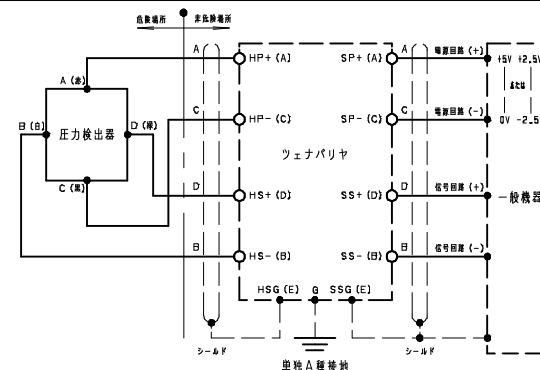 危険場所 非危険場所
A HP+(A) SP+(A) A 電源回路(+) +5V +2.5V
A(赤)
または
C HP-(C) SP-(C) C 電源回路(-) 0V -2.5
B(白) 圧力検出器 D(緑)
ツェナバリヤ
C(黒)
D HS+(D) SS+(D) D 信号回路(+)
一般機器
B HS-(B) SS-(B) B 信号回路(-)
HSG(E) G SSG(E)
シールド シールド
単独A種接地